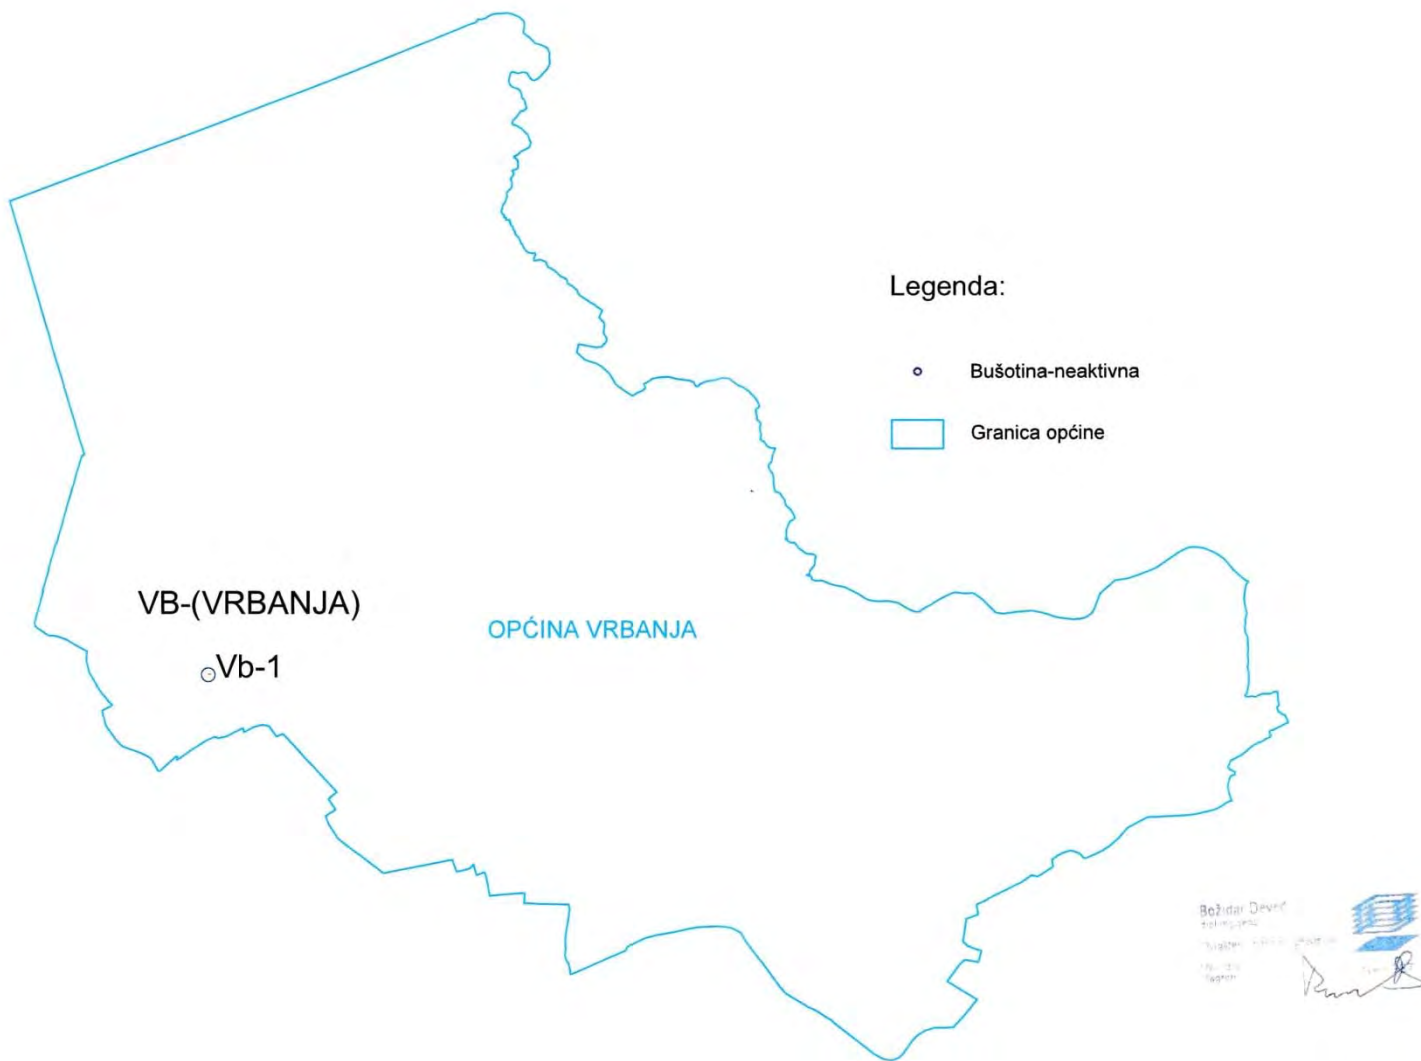 Legenda:
Bušotina-neaktivna
Granica općine
VB-(VRBANJA)
OPĆINA VRBANJA
Vb-1
Božidar